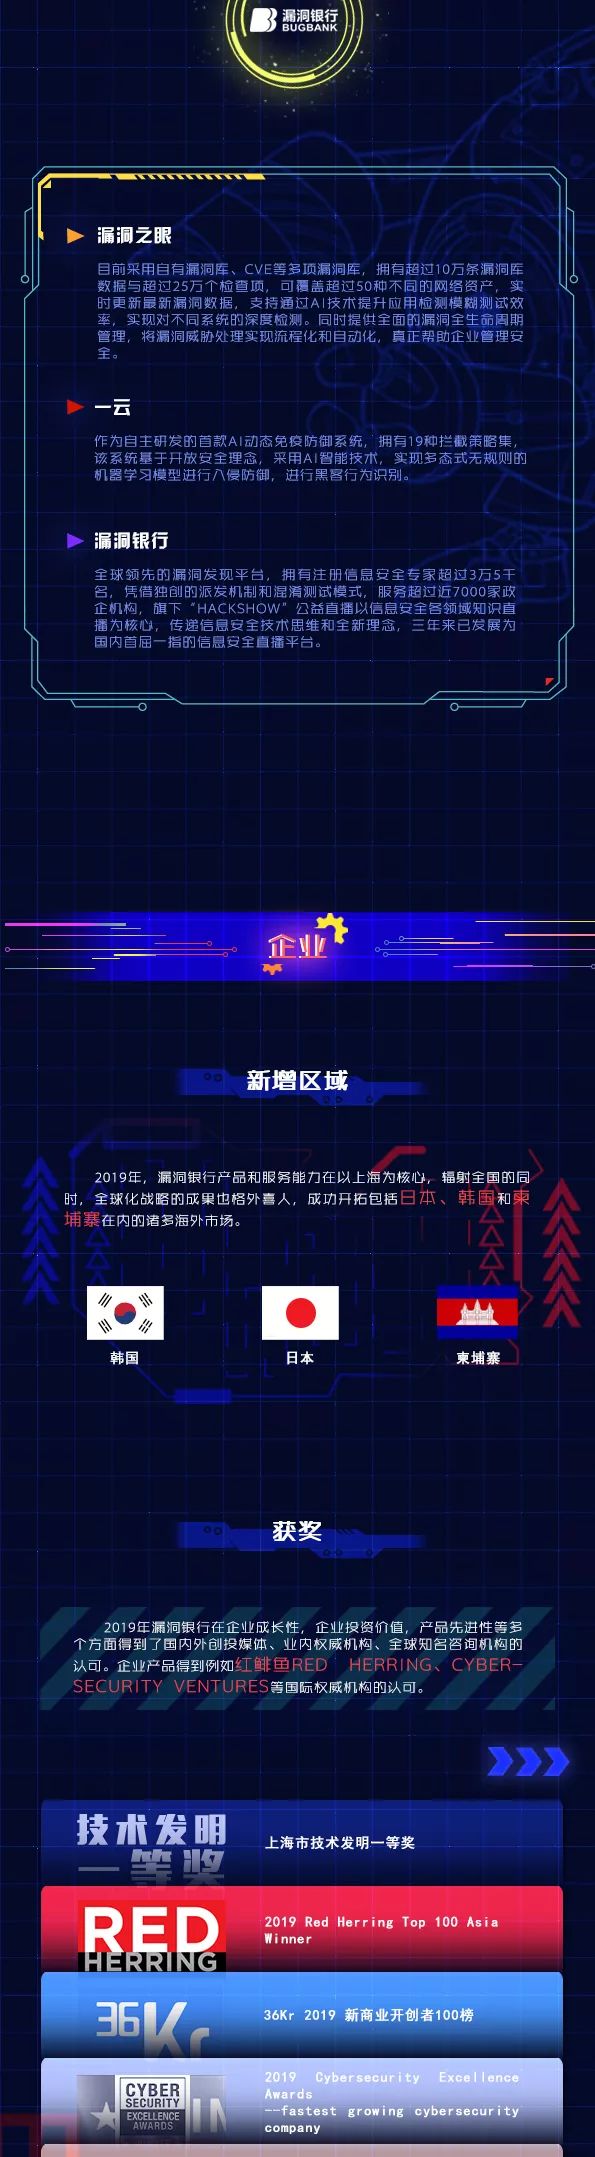 漏洞银行
BUGBANK
漏洞之眼
目前采用自有漏洞库、CVE等多项漏洞库，拥有超过10万条漏洞库
数据与超过25万个检查项，可覆盖超过50种不同的网络资产，实
时更新最新漏洞数据，支持通过AI技术提升应用检测模糊测试效
率，实现对不同系统的深度检测。同时提供全面的漏洞全生命周期
管理，将漏洞威胁处理实现流程化和自动化，真正帮助企业管理安
全。
一云
作为自主研发的首款AI动态免疫防御系统，拥有19种拦截策略集，
该系统基于开放安全理念，采用AI智能技术，实现多态式无规则的
机器学习模型进行入侵防御，进行黑客行为识别。
漏洞银行
全球领先的漏洞发现平台，拥有注册信息安全专家超过3万5千
名，凭借独创的派发机制和混淆测试模式，服务超过近7000家政
企机构，旗下“HACKSHOW”公益直播以信息安全各领域知识直
播为核心，传递信息安全技术思维和全新理念，三年来已发展为
国内首屈一指的信息安全直播平台。
企业
新增区域
2019年，漏洞银行产品和服务能力在以上海为核心，辐射全国的同
时，全球化战略的成果也格外喜人，成功开拓包括日本、韩国和柬
埔寨在内的诸多海外市场。
韩国 日本 柬埔寨
获奖
2019年漏洞银行在企业成长性，企业投资价值，产品先进性等多
个方面得到了国内外创投媒体、业内权威机构、全球知名咨询机构的
认可。企业产品得到例如红鲱鱼RED HERRING、CYBER-
SECURITY VENTURES等国际权威机构的认可。
技术发明
一等奖
上海市技术发明一等奖
RED
HERRING
2019 Red Herring Top 100 Asia
Winner
36Kr
36Kr 2019 新商业开创者100榜
CYBER
SECURITY
EXCELLENCE
AWARDS
IN
2019 Cybersecurity Excellence
Awards
--fastest growing cybersecurity
company